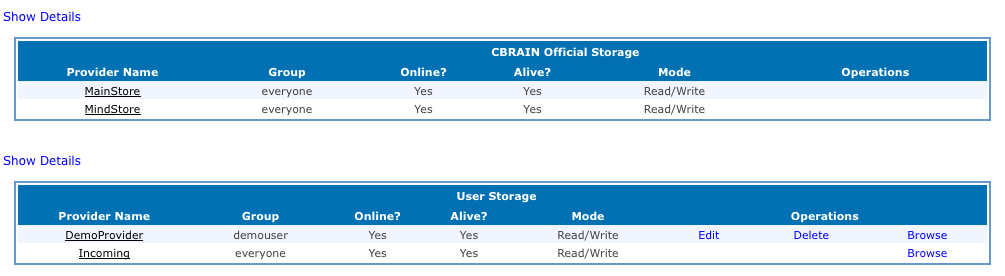 Show Details
CBRAIN Official Storage
Provider Name Group Online? Alive? Mode Operations
MainStore everyone Yes Yes Read/Write
MindStore everyone Yes Yes Read/Write
Show Details
User Storage
Provider Name Group Online? Alive? Mode Operations
DemoProvider demouser Yes Yes Read/Write Edit Delete Browse
Incoming everyone Yes Yes Read/Write Browse